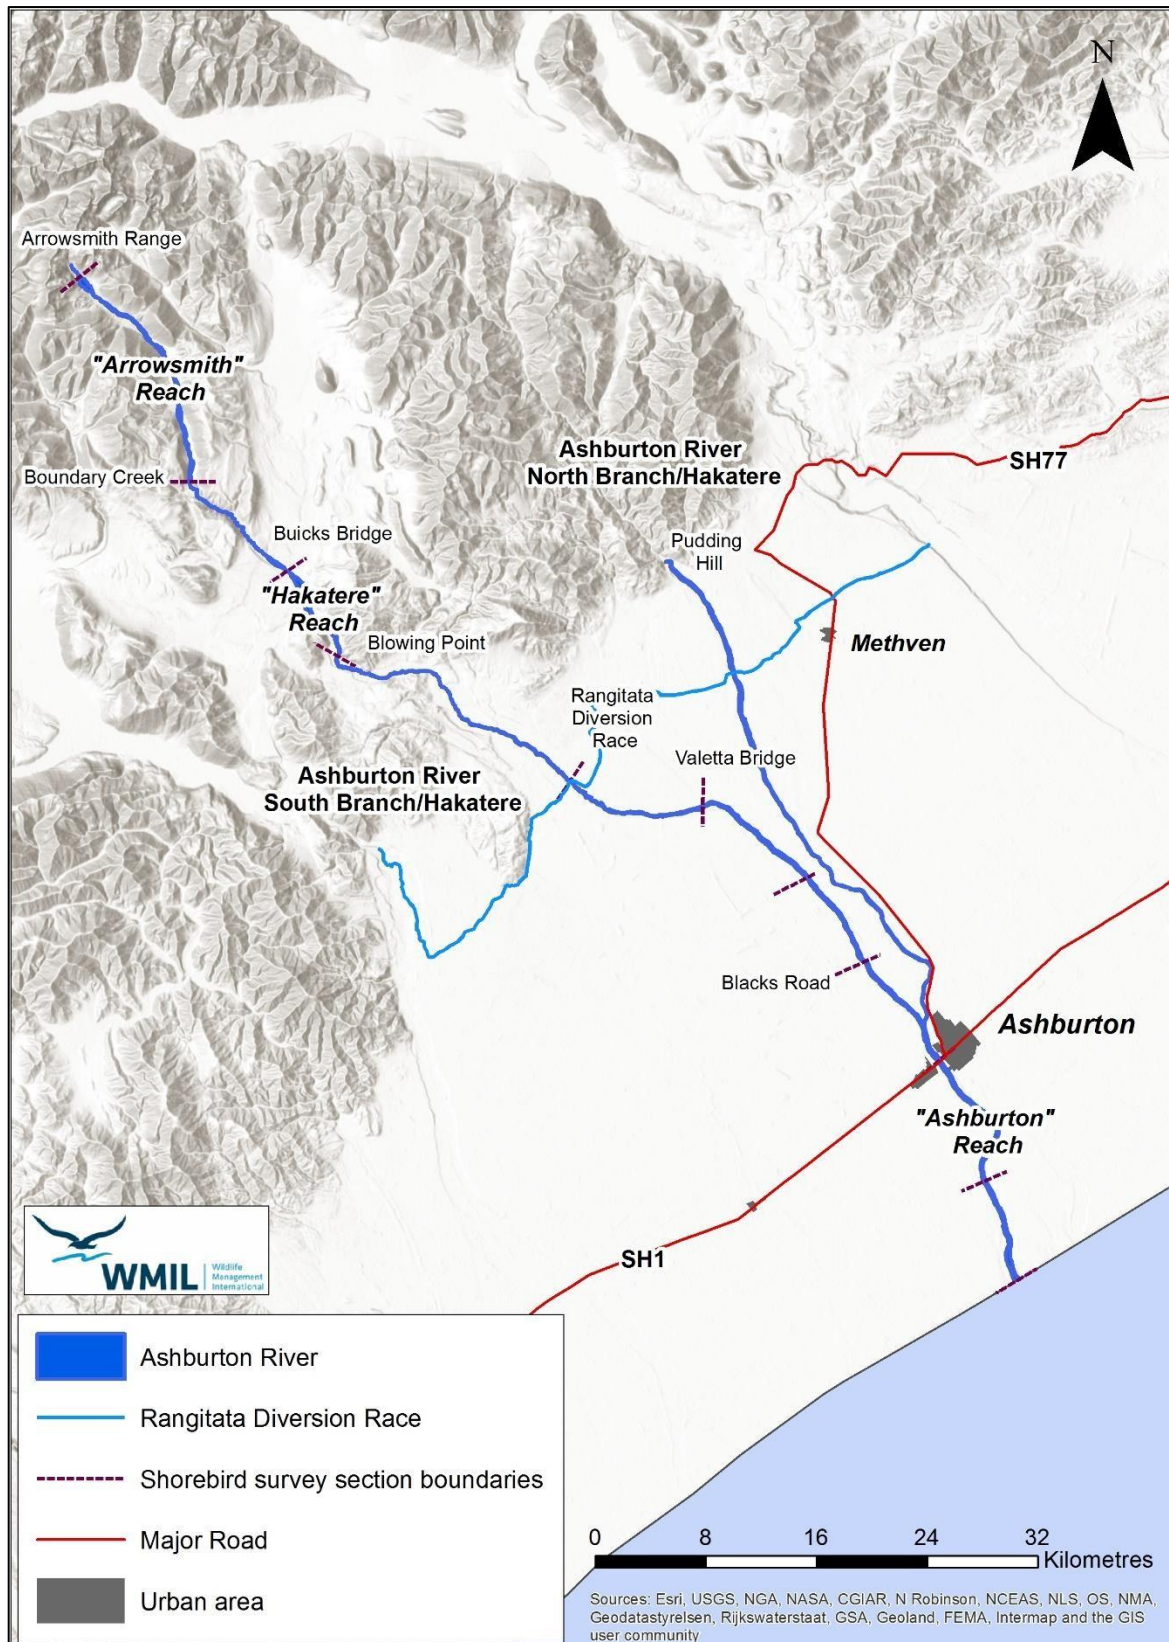 N
Arrowsmith Range
"Arrowsmith"
Reach
Boundary Creek
Buicks Bridge
"Hakatere"
Reach
Blowing Point
Ashburton River
North Branch/Hakatere
SH77
Pudding
Hill
Methven
Rangitata
Diversion
Race
Valetta Bridge
Ashburton River
South Branch/Hakatere
Blacks Road
Ashburton
"Ashburton"
Reach
SH1
WMIL
Wildlife
Management
International
Ashburton River
Rangitata Diversion Race
Shorebird survey section boundaries
Major Road
Urban area
0 8 16 24 32
Kilometres
Sources: Esri, USGS, NGA, NASA, CGIAR, N Robinson, NCEAS, NLS, OS, NMA,
Geodatastyrelsen, Rijkswaterstaat, GSA, Geoland, FEMA, Intermap and the GIS
user community